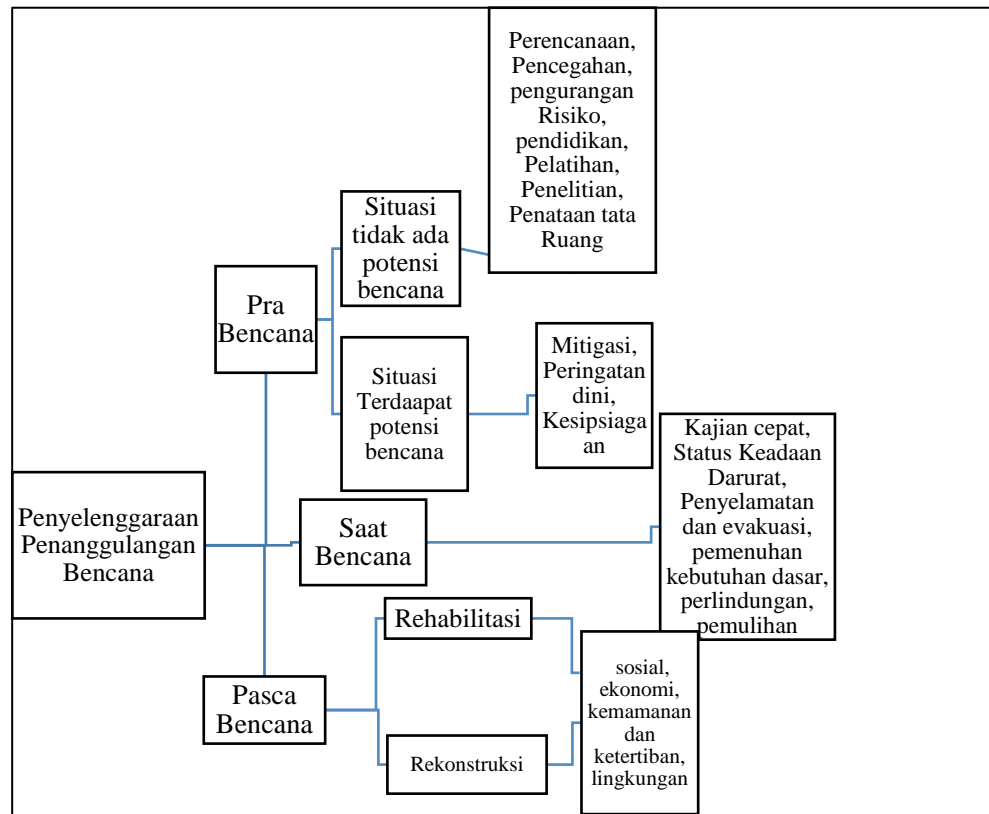 Perencanaan,
Pencegahan,
pengurangan
Risiko,
pendidikan,
Pelatihan,
Penelitian,
Penataan tata
Ruang
Situasi
tidak ada
potensi
bencana
Pra
Bencana
Situasi
Terdaapat
potensi
bencana
Mitigasi,
Peringatan
dini,
Kesipsiaga
an
Kajian cepat,
Status Keadaan
Darurat,
Penyelamatan
dan evakuasi,
pemenuhan
kebutuhan dasar,
perlindungan,
pemulihan
Penyelenggaraan
Penanggulangan
Bencana
Saat
Bencana
Rehabilitasi
Pasca
Bencana
Rekonstruksi
sosial,
ekonomi,
kemamanan
dan
ketertiban,
lingkungan